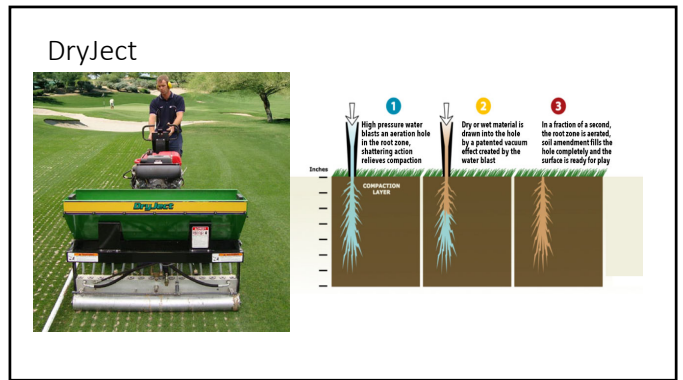 DryJect
DryJect
1
High pressure water
blasts an aeration hole
in the root zone,
shattering action
relieves compaction
2
Dry or wet material is
drawn into the hole
by a patented vacuum
effect created by the
water blast
3
In a fraction of a second,
the root zone is aerated,
soil amendment fills the
hole completely and the
surface is ready for play
Inches
COMPACTION
LAYER